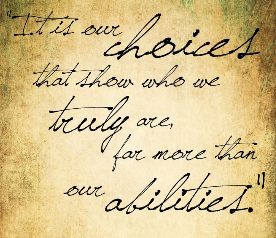 "It is our
choices
that show who we
truly are,
far more than
our
abilities."